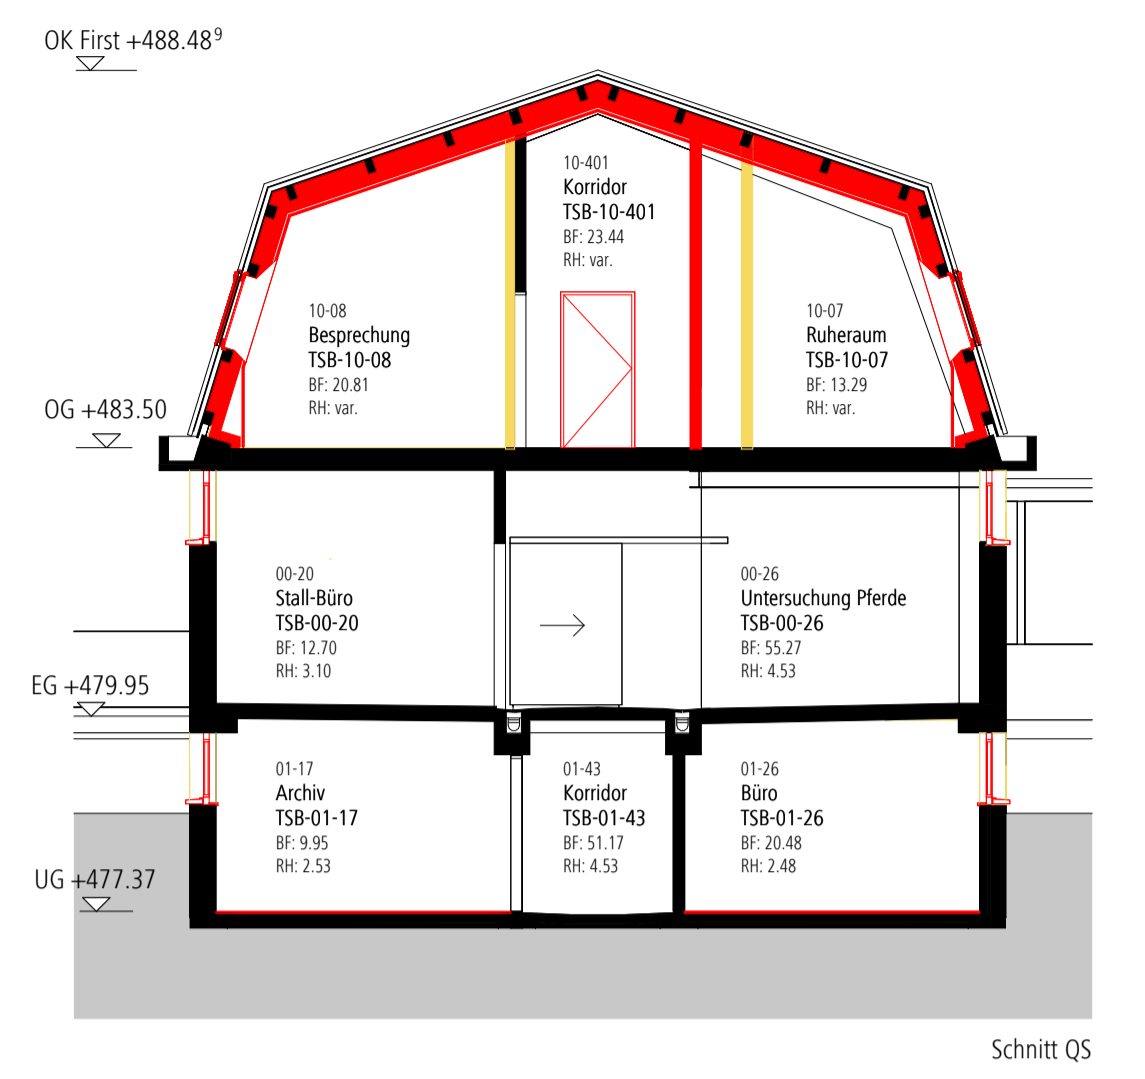 OK First +488.48⁹
10-401
Korridor
TSB-10-401
BF: 23.44
RH: var.
10-08
Besprechung
TSB-10-08
BF: 20.81
RH: var.
10-07
Ruheraum
TSB-10-07
BF: 13.29
RH: var.
OG +483.50
00-20
Stall-Büro
TSB-00-20
BF: 12.70
RH: 3.10
00-26
Untersuchung Pferde
TSB-00-26
BF: 55.27
RH: 4.53
EG +479.95
01-17
Archiv
TSB-01-17
BF: 9.95
RH: 2.53
01-43
Korridor
TSB-01-43
BF: 51.17
RH: 4.53
01-26
Büro
TSB-01-26
BF: 20.48
RH: 2.48
UG +477.37
Schnitt QS